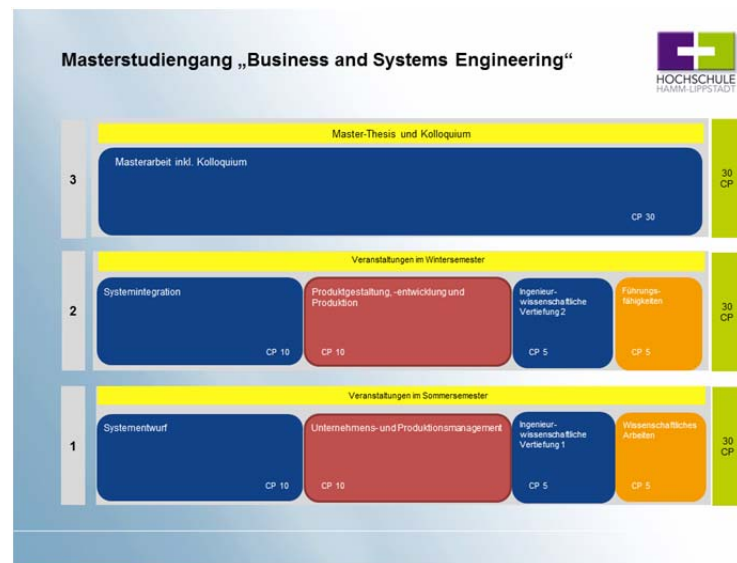 Masterstudiengang „Business and Systems Engineering“
HOCHSCHULE
HAMM-LIPPSTADT
Master-Thesis und Kolloquium
3
Masterarbeit inkl. Kolloquium
CP 30
30
CP
Veranstaltungen im Wintersemester
2
Systemintegration
CP 10
Produktgestaltung, -entwicklung und
Produktion
CP 10
Ingenieur-
wissenschaftliche
Vertiefung 2
CP 5
Führungs-
fähigkeiten
CP 5
30
CP
Veranstaltungen im Sommersemester
1
Systementwurf
CP 10
Unternehmens- und Produktionsmanagement
CP 10
Ingenieur-
wissenschaftliche
Vertiefung 1
CP 5
Wissenschaftliches
Arbeiten
CP 5
30
CP